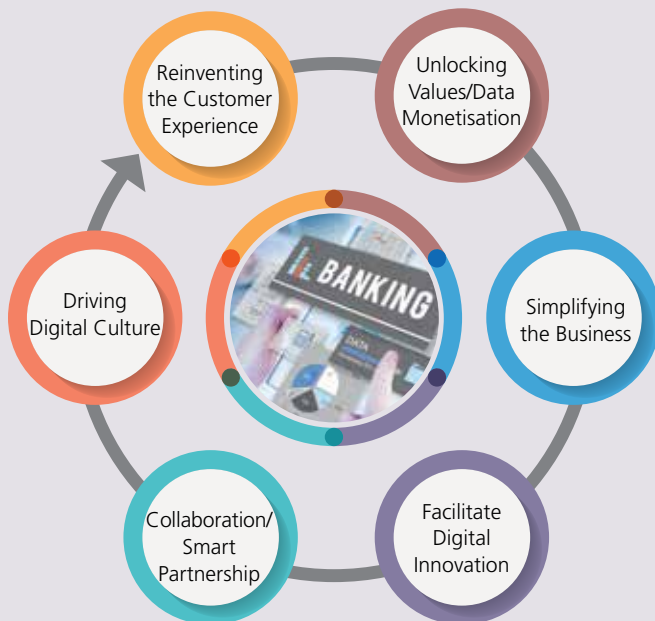 Reinventing
the Customer
Experience
Unlocking
Values/Data
Monetisation
Simplifying
the Business
Facilitate
Digital
Innovation
Collaboration/
Smart
Partnership
Driving
Digital Culture
BANKING
DATA